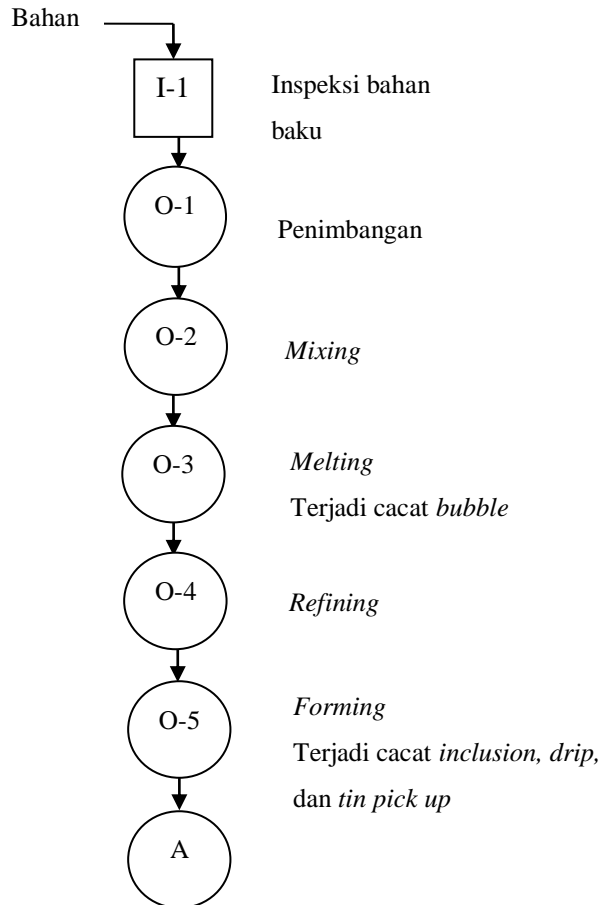 Bahan
I-1
Inspeksi bahan
baku
O-1
Penimbangan
O-2
Mixing
O-3
Melting
Terjadi cacat bubble
O-4
Refining
O-5
Forming
Terjadi cacat inclusion, drip,
dan tin pick up
A